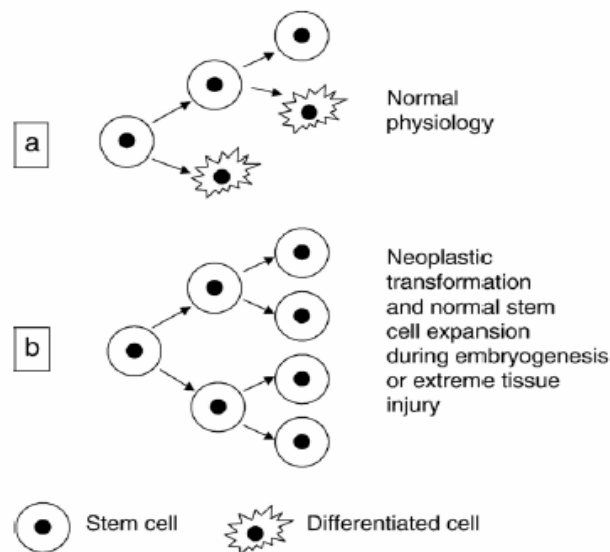 a
Normal
physiology
b
Neoplastic
transformation
and normal stem
cell expansion
during embryogenesis
or extreme tissue
injury
Stem cell
Differentiated cell